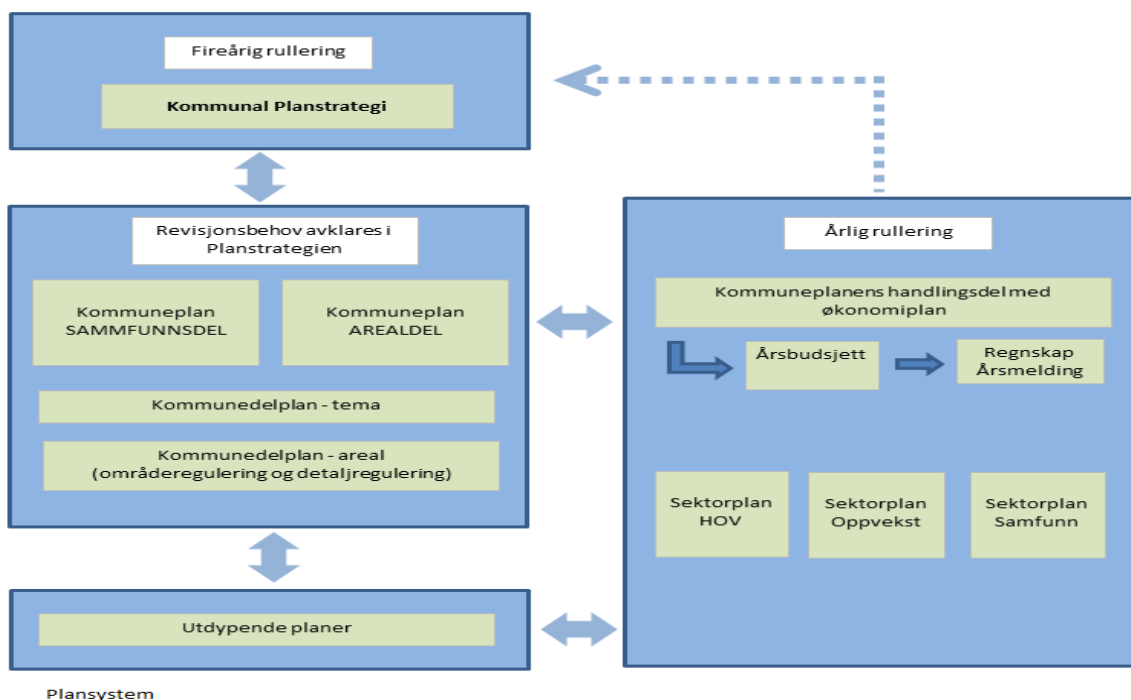 Fireårig rullering
Kommunal Planstrategi
Revisjonsbehov avklares i
Planstrategien
Kommuneplan
SAMMFUNNSDEL
Kommuneplan
AREALDEL
Kommunedelplan - tema
Kommunedelplan - areal
(områderegulering og detaljregulering)
Utdypende planer
Årlig rullering
Kommuneplanens handlingsdel med
økonomiplan
Årsbudsjett
Regnskap
Årsmelding
Sektorplan
HOV
Sektorplan
Oppvekst
Sektorplan
Samfunn
Plansystem